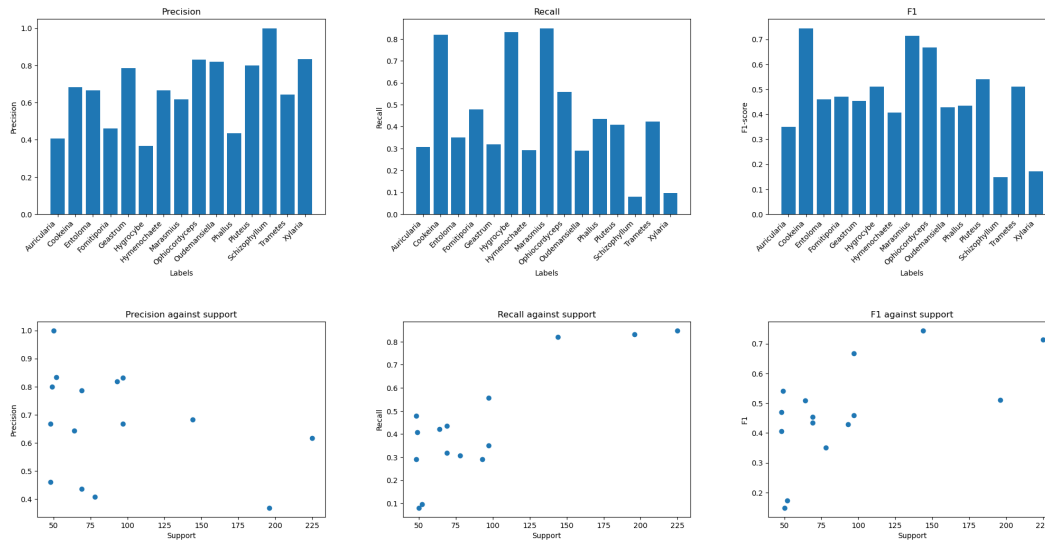 Precision
Precision
1.0
0.8
0.6
0.4
0.2
0.0
Auricularia
Cookeina
Entoloma
Fomitiporia
Geastrum
Hygrocybe
Hymenochaete
Marasmius
Ophiocordyceps
Oudemansiella
Phallus
Pluteus
Schizophyllum
Trametes
Xylaria
Labels
Recall
Recall
0.8
0.7
0.6
0.5
0.4
0.3
0.2
0.1
0.0
Auricularia
Cookeina
Entoloma
Fomitiporia
Geastrum
Hygrocybe
Hymenochaete
Marasmius
Ophiocordyceps
Oudemansiella
Phallus
Pluteus
Schizophyllum
Trametes
Xylaria
Labels
F1
F1-score
0.7
0.6
0.5
0.4
0.3
0.2
0.1
0.0
Auricularia
Cookeina
Entoloma
Fomitiporia
Geastrum
Hygrocybe
Hymenochaete
Marasmius
Ophiocordyceps
Oudemansiella
Phallus
Pluteus
Schizophyllum
Trametes
Xylaria
Labels
Precision against support
Precision
1.0
0.9
0.8
0.7
0.6
0.5
0.4
50
75
100
125
150
175
200
225
Support
Recall against support
Recall
0.8
0.7
0.6
0.5
0.4
0.3
0.2
0.1
50
75
100
125
150
175
200
225
Support
F1 against support
F1
0.7
0.6
0.5
0.4
0.3
0.2
50
75
100
125
150
175
200
Support